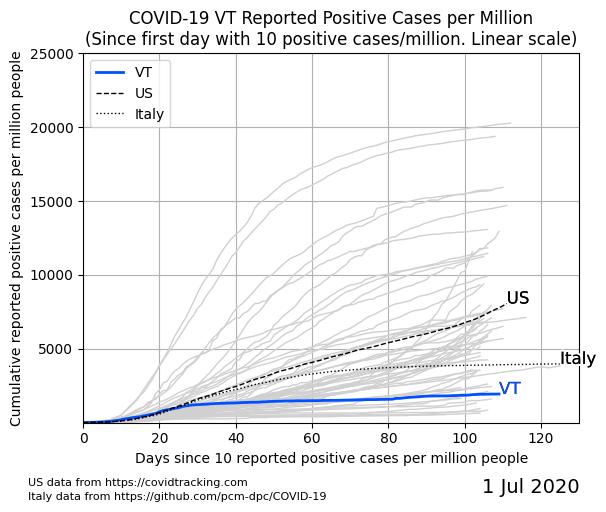 COVID-19 VT Reported Positive Cases per Million
(Since first day with 10 positive cases/million. Linear scale)
Cumulative reported positive cases per million people
25000
20000
15000
10000
5000
VT
US
Italy
US
Italy
VT
0
20
40
60
80
100
120
Days since 10 reported positive cases per million people
US data from https://covidtracking.com
Italy data from https://github.com/pcm-dpc/COVID-19
1 Jul 2020